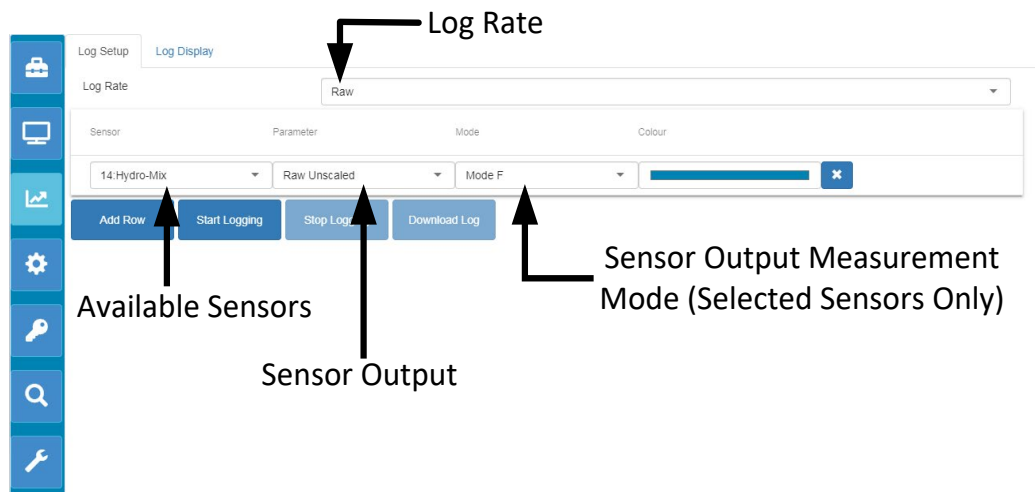 Log Rate
Log Setup Log Display
Log Rate
Raw
Sensor Parameter Mode Colour
14:Hydro-Mix Raw Unscaled Mode F
Add Row Start Logging Stop Download Log
Sensor Output Measurement
Mode (Selected Sensors Only)
Available Sensors
Sensor Output